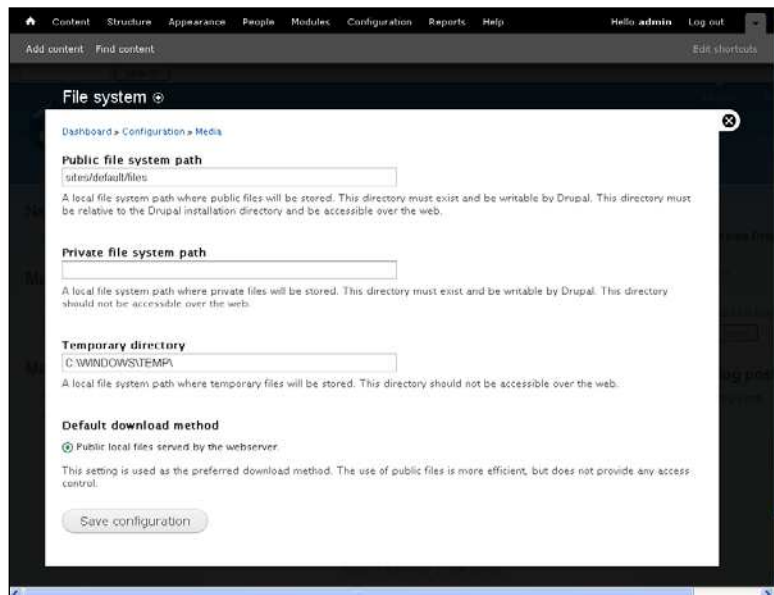 Content Structure Appearance People Modules Configuration Reports Help Hello admin Log out
Add content Find content Edit shortcuts
File system
Dashboard » Configuration » Media
Public file system path
sites/default/files
A local file system path where public files will be stored. This directory must exist and be writable by Drupal. This directory must
be relative to the Drupal installation directory and be accessible over the web.
Private file system path
A local file system path where private files will be stored. This directory must exist and be writable by Drupal. This directory
should not be accessible over the web.
Temporary directory
C:\WINDOWS\TEMP\
A local file system path where temporary files will be stored. This directory should not be accessible over the web.
Default download method
Public local files served by the webserver.
This setting is used as the preferred download method. The use of public files is more efficient, but does not provide any access
control.
Save configuration